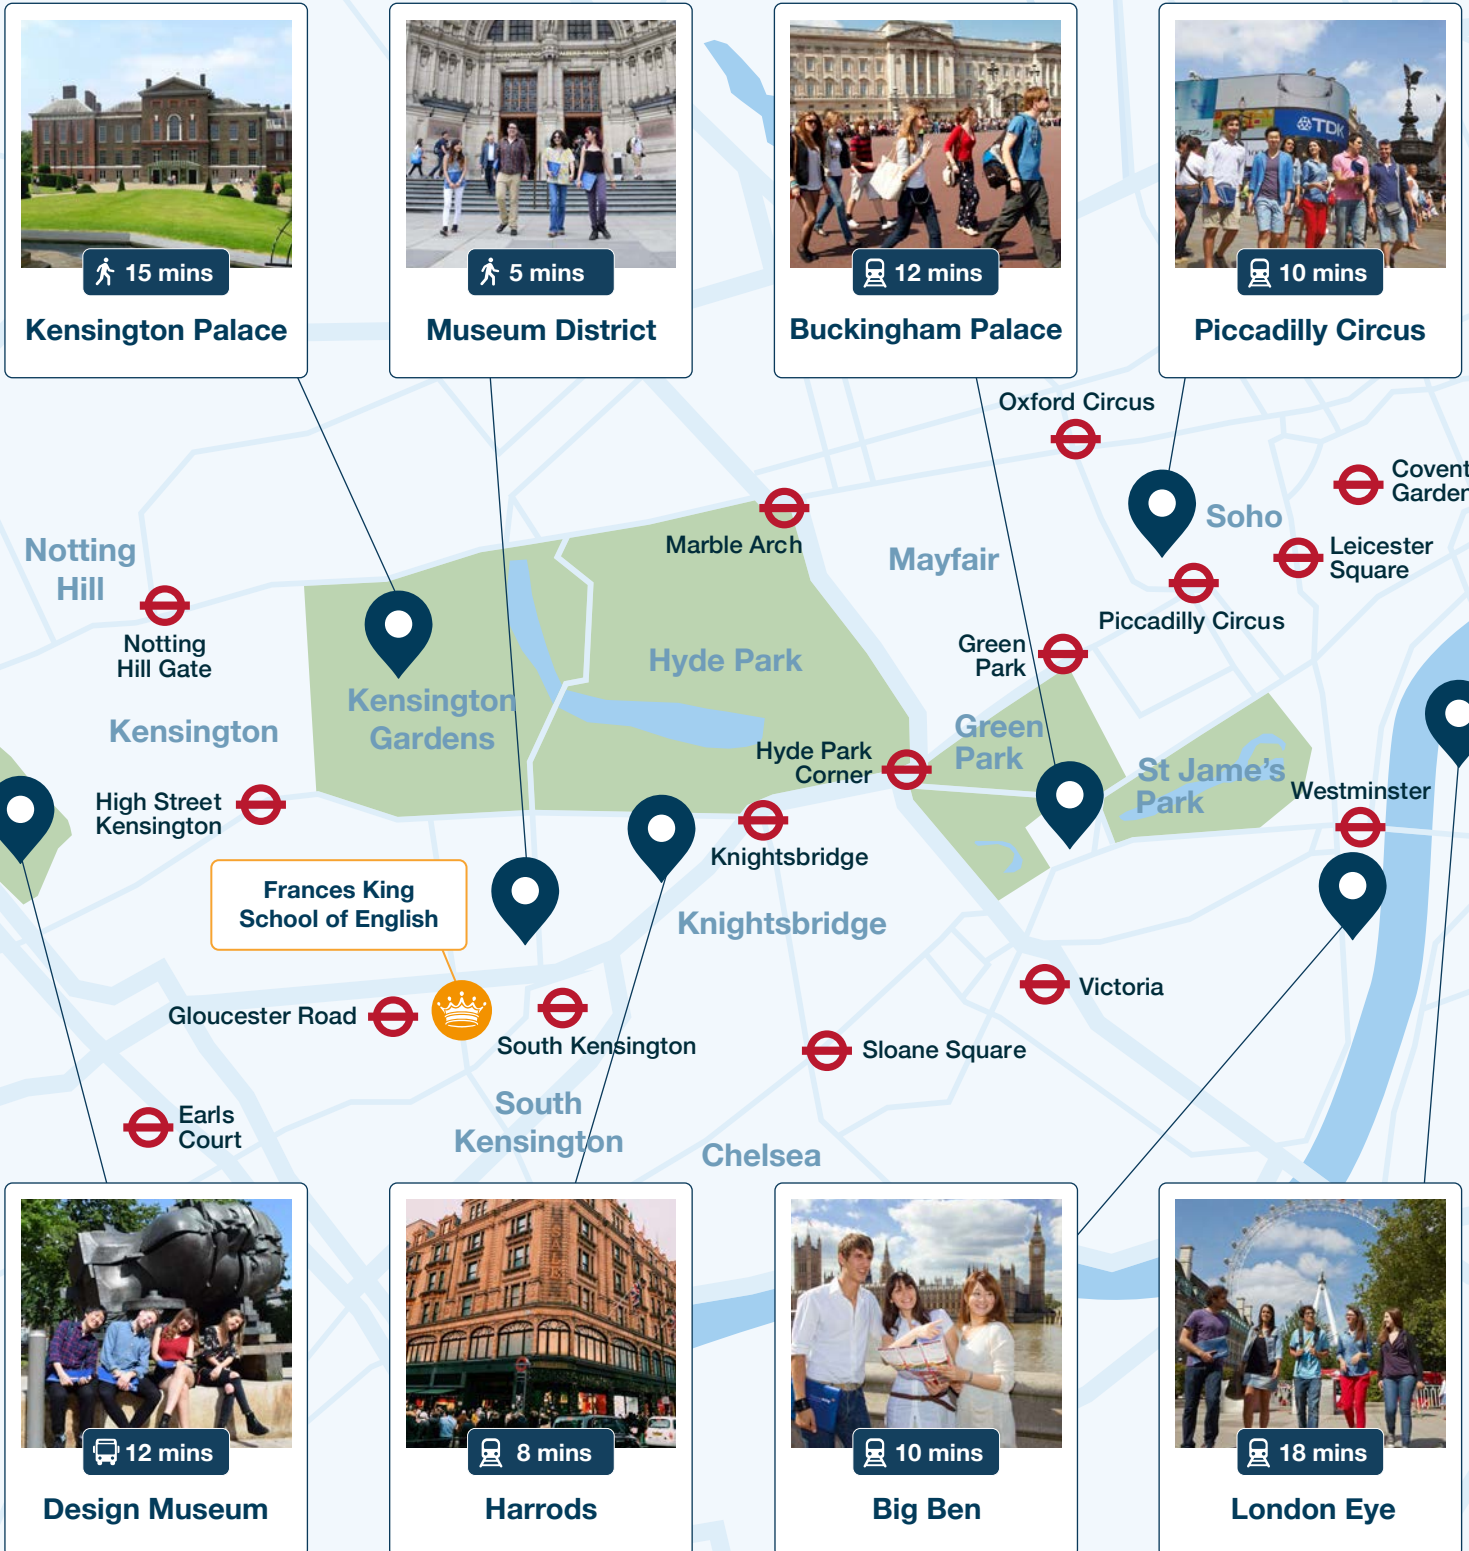 15 mins
Kensington Palace
5 mins
Museum District
12 mins
Buckingham Palace
TDK
10 mins
Piccadilly Circus
Oxford Circus
Covent
Garden
Soho
Marble Arch
Mayfair
Leicester
Square
Notting
Hill
Piccadilly Circus
Notting
Hill Gate
Green
Park
Hyde Park
Kensington
Gardens
Kensington
Green
Park
Hyde Park
Corner
St Jame's
Park
Westminster
High Street
Kensington
Knightsbridge
Frances King
School of English
Knightsbridge
Victoria
Gloucester Road
South Kensington
Sloane Square
Earls
Court
South
Kensington
Chelsea
12 mins
Design Museum
8 mins
Harrods
10 mins
Big Ben
18 mins
London Eye